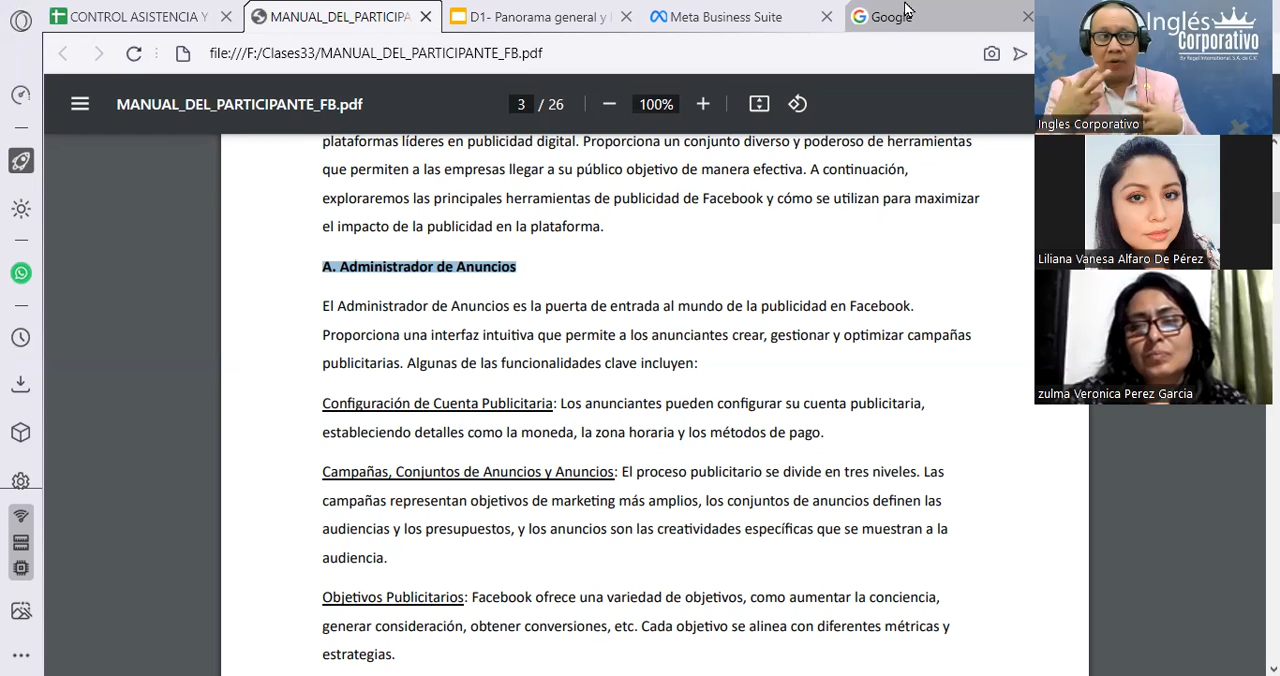 CONTROL ASISTENCIA Y
MANUAL_DEL_PARTICIPA
D1- Panorama general y
Meta Business Suite
Google
file:///F:/Clases33/MANUAL_DEL_PARTICIPANTE_FB.pdf
MANUAL_DEL_PARTICIPANTE_FB.pdf
3 / 26
100%
plataformas líderes en publicidad digital. Proporciona un conjunto diverso y poderoso de herramientas
que permiten a las empresas llegar a su público objetivo de manera efectiva. A continuación,
exploraremos las principales herramientas de publicidad de Facebook y cómo se utilizan para maximizar
el impacto de la publicidad en la plataforma.
A. Administrador de Anuncios
El Administrador de Anuncios es la puerta de entrada al mundo de la publicidad en Facebook.
Proporciona una interfaz intuitiva que permite a los anunciantes crear, gestionar y optimizar campañas
publicitarias. Algunas de las funcionalidades clave incluyen:
Configuración de Cuenta Publicitaria: Los anunciantes pueden configurar su cuenta publicitaria,
estableciendo detalles como la moneda, la zona horaria y los métodos de pago.
Campañas, Conjuntos de Anuncios y Anuncios: El proceso publicitario se divide en tres niveles. Las
campañas representan objetivos de marketing más amplios, los conjuntos de anuncios definen las
audiencias y los presupuestos, y los anuncios son las creatividades específicas que se muestran a la
audiencia.
Objetivos Publicitarios: Facebook ofrece una variedad de objetivos, como aumentar la conciencia,
generar consideración, obtener conversiones, etc. Cada objetivo se alinea con diferentes métricas y
estrategias.
Inglés
Corporativo
By Regal International, S.A. de C.V.
Ingles Corporativo
Liliana Vanesa Alfaro De Pérez
zulma Veronica Perez Garcia